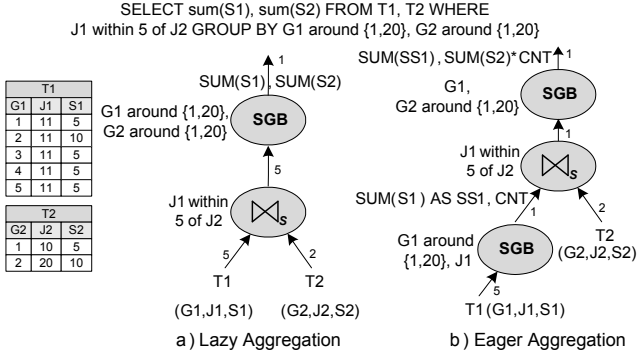 SELECT sum(S1), sum(S2) FROM T1, T2 WHERE
J1 within 5 of J2 GROUP BY G1 around {1,20}, G2 around {1,20}
T1
G1 J1 S1
1 11 5
2 11 10
3 11 5
4 11 5
5 11 5
T2
G2 J2 S2
1 10 5
2 20 10
1
SUM(S1), SUM(S2)
G1 around {1,20},
G2 around {1,20}
SGB
5
J1 within
5 of J2
S
5
2
T1
T2
(G1,J1,S1)
(G2,J2,S2)
a) Lazy Aggregation
SUM(SS1), SUM(S2)*CNT
1
G1,
G2 around {1,20}
SGB
1
J1 within
5 of J2
S
SUM(S1) AS SS1, CNT
1
2
T2
(G2,J2,S2)
G1 around
{1,20}, J1
SGB
5
T1(G1,J1,S1)
b) Eager Aggregation